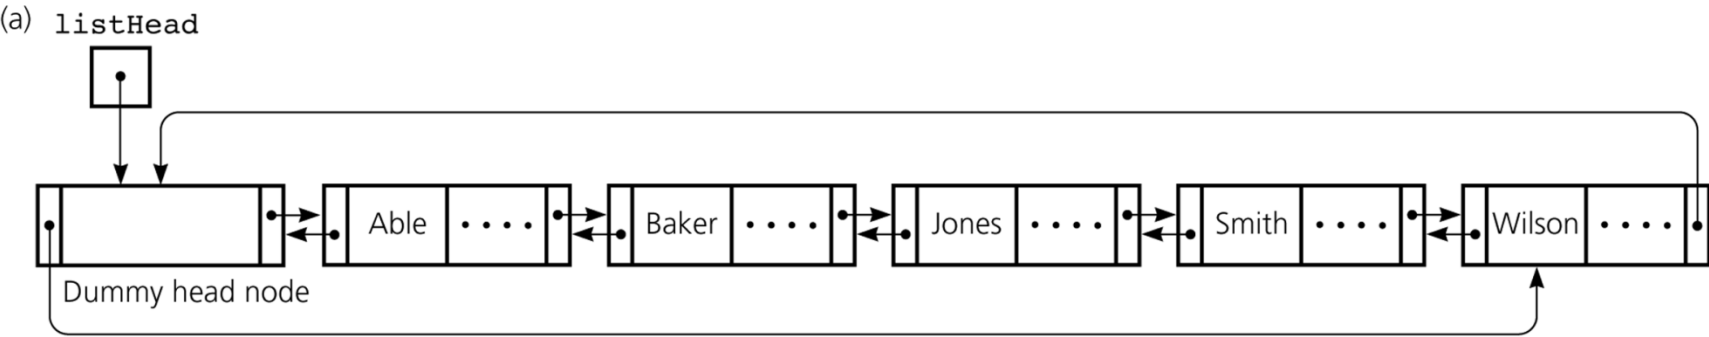 (a) listHead
Able • • • • Baker • • • • Jones • • • • Smith • • • • Wilson • • • •
Dummy head node